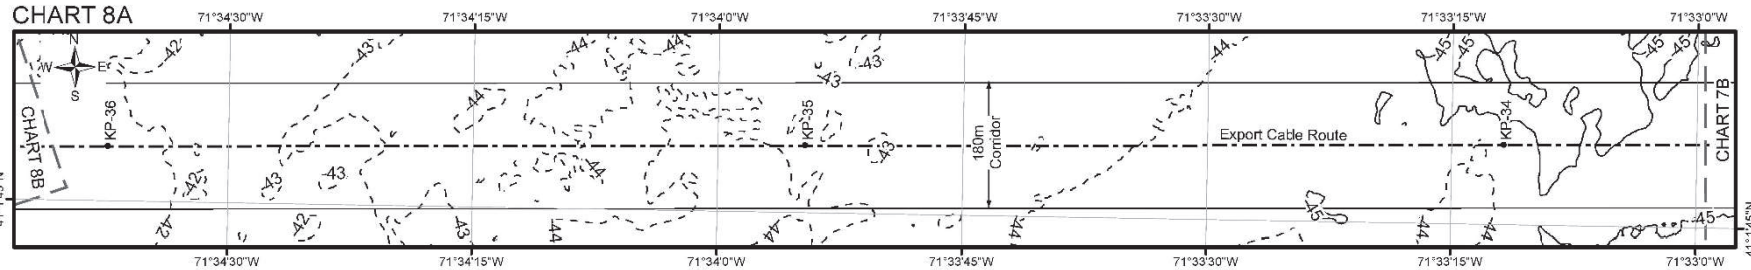 CHART 8A
71°34'30"W 71°34'15"W 71°34'0"W 71°33'45"W 71°33'30"W 71°33'15"W 71°33'0"W
N
W E
S
-42 -43 -44 -44 -43 -43 -44 -45 -45 -45 -45
CHART 8B
KP-36
-44
KP-35
180m
Corridor
Export Cable Route
KP-34
CHART 7B
-42 -43 -43 -44 -43
-42 -42 -43 -44 -44 -44 -45 -44 -44 -45
71°34'30"W 71°34'15"W 71°34'0"W 71°33'45"W 71°33'30"W 71°33'15"W 71°33'0"W